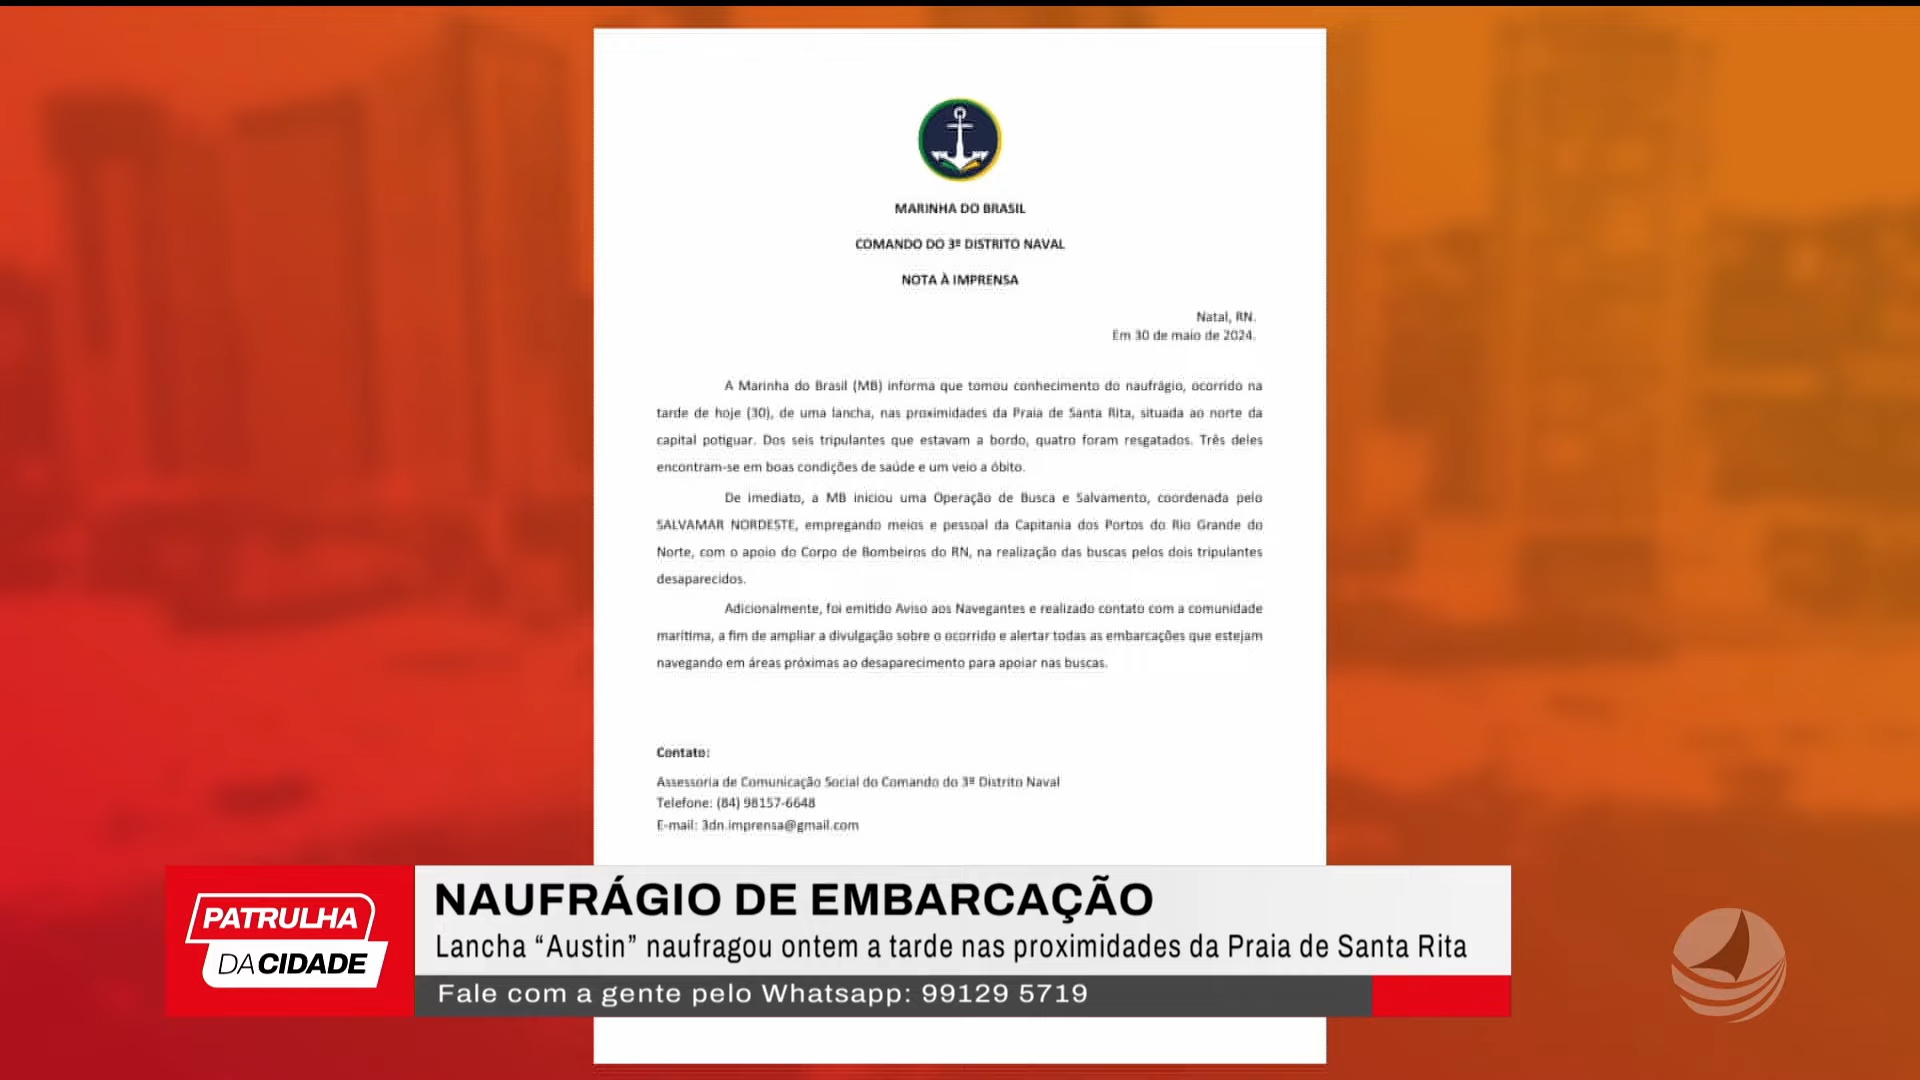 MARINHA DO BRASIL
COMANDO DO 3º DISTRITO NAVAL
NOTA À IMPRENSA
Natal, RN.
Em 30 de maio de 2024.
A Marinha do Brasil (MB) informa que tomou conhecimento do naufrágio, ocorrido na
tarde de hoje (30), de uma lancha, nas proximidades da Praia de Santa Rita, situada ao norte da
capital potiguar. Dos seis tripulantes que estavam a bordo, quatro foram resgatados. Três deles
encontram-se em boas condições de saúde e um veio a óbito.
De imediato, a MB iniciou uma Operação de Busca e Salvamento, coordenada pelo
SALVAMAR NORDESTE, empregando meios e pessoal da Capitania dos Portos do Rio Grande do
Norte, com o apoio do Corpo de Bombeiros do RN, na realização das buscas pelos dois tripulantes
desaparecidos.
Adicionalmente, foi emitido Aviso aos Navegantes e realizado contato com a comunidade
marítima, a fim de ampliar a divulgação sobre o ocorrido e alertar todas as embarcações que estejam
navegando em áreas próximas ao desaparecimento para apoiar nas buscas.
Contato:
Assessoria de Comunicação Social do Comando do 3º Distrito Naval
Telefone: (84) 98157-6648
E-mail: 3dn.imprensa@gmail.com
PATRULHA
DA CIDADE
NAUFRÁGIO DE EMBARCAÇÃO
Lancha “Austin” naufragou ontem a tarde nas proximidades da Praia de Santa Rita
Fale com a gente pelo Whatsapp: 99129 5719